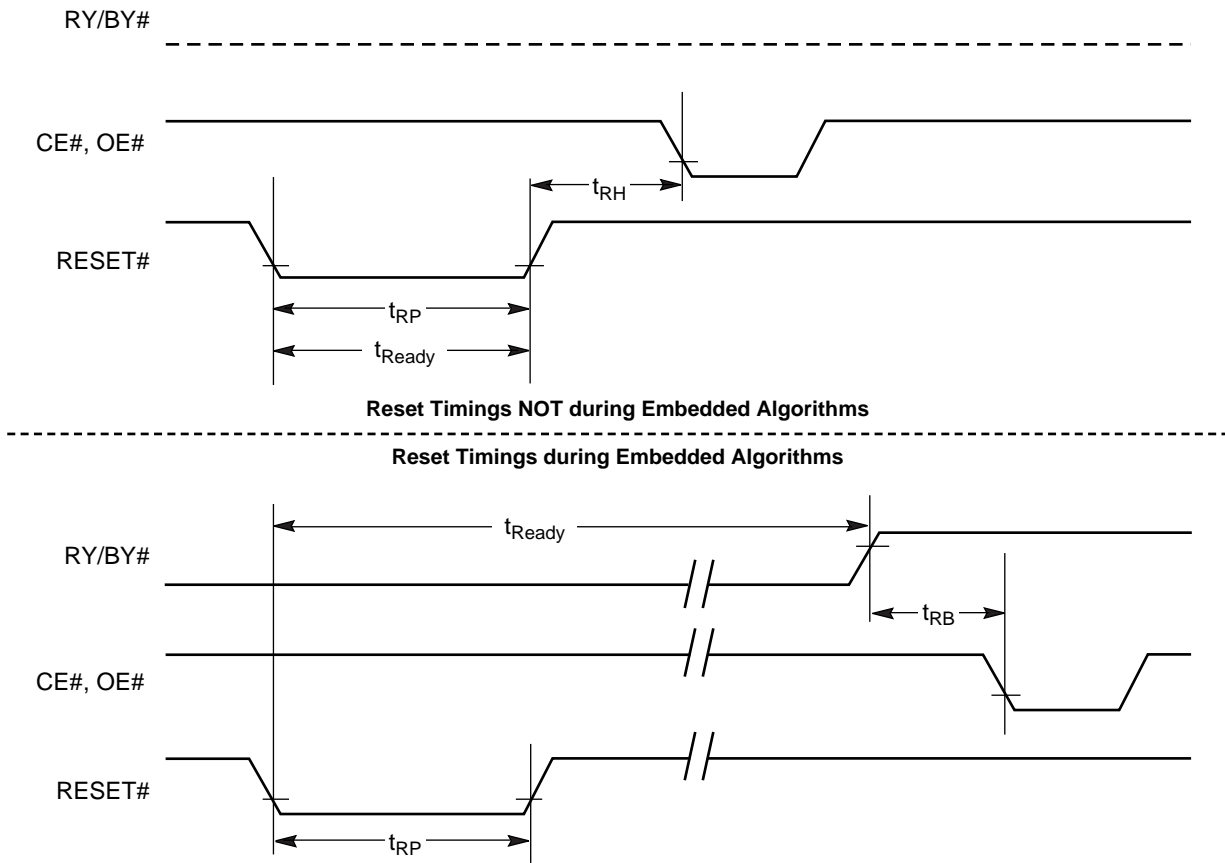 RY/BY#
CE#, OE#
tRH
RESET#
tRP
tReady
Reset Timings NOT during Embedded Algorithms
Reset Timings during Embedded Algorithms
tReady
RY/BY#
tRB
CE#, OE#
RESET#
tRP